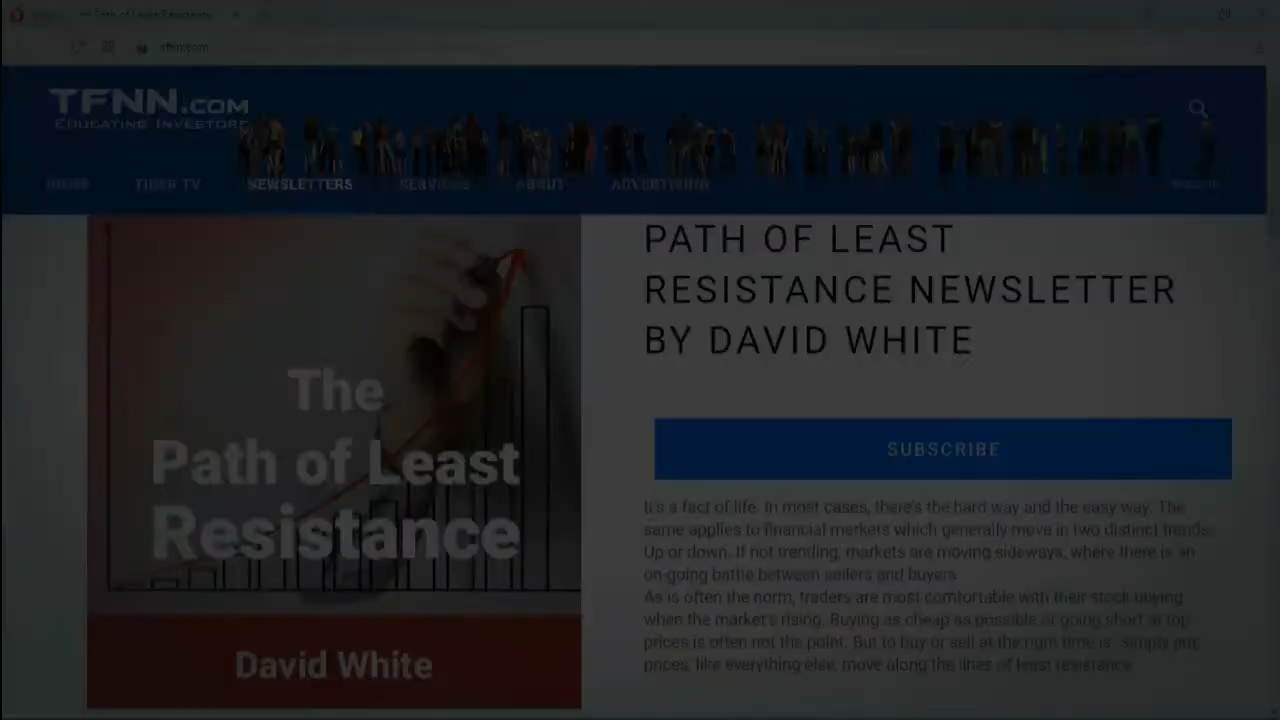 Path of Least Resistance
tfnn.com
TFNN.COM
EDUCATING INVESTORS
HOME TIGER TV NEWSLETTERS SERVICES ABOUT ADVERTISING
PATH OF LEAST
RESISTANCE NEWSLETTER
BY DAVID WHITE
The
Path of Least
Resistance
David White
SUBSCRIBE
It's a fact of life. In most cases, there's the hard way and the easy way. The
same applies to financial markets which generally move in two distinct trends.
Up or down. If not trending, markets are moving sideways, where there is an
on-going battle between sellers and buyers.
As is often the norm, traders are most comfortable with their stock buying
when the market's rising. Buying as cheap as possible or going short at top
prices is often not the point. But to buy or sell at the right time is. Simply put,
prices, like everything else, move along the lines of least resistance.